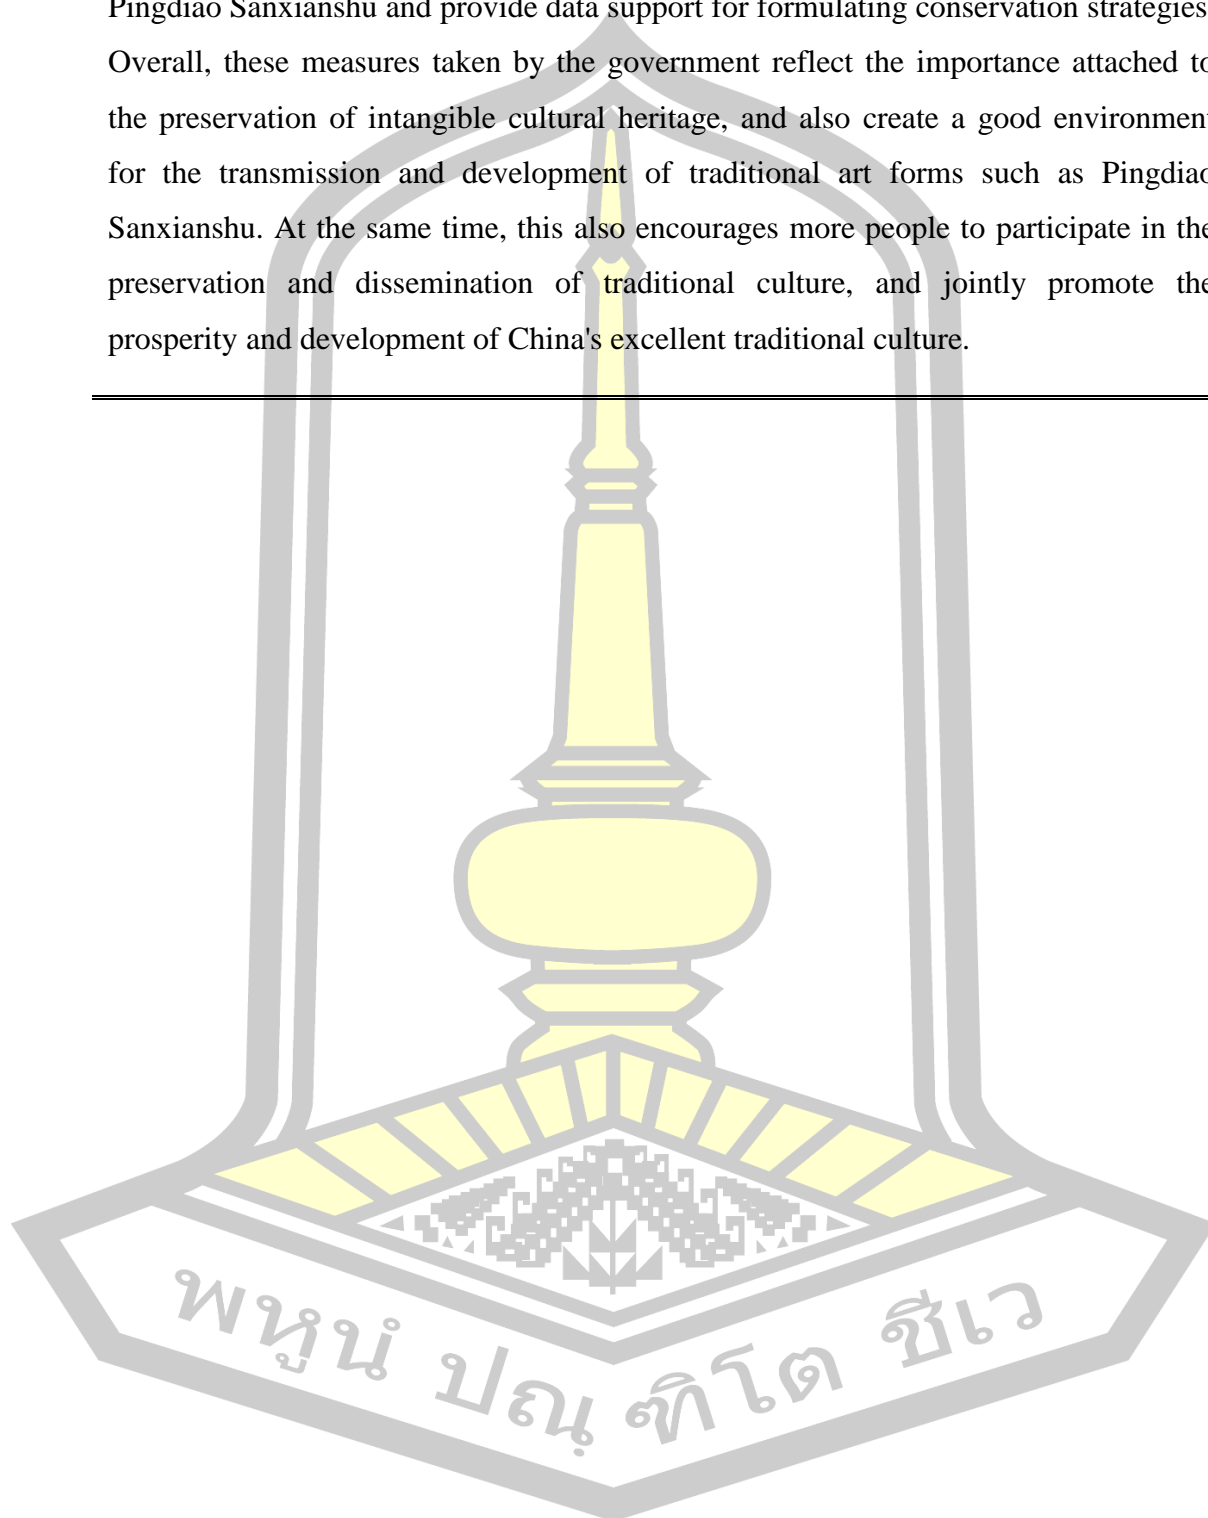 Pingdiao Sanxianshu and provide data support for formulating conservation strategies
Overall, these measures taken by the government reflect the importance attached to
the preservation of intangible cultural heritage, and also create a good environment
for the transmission and development of traditional art forms such as Pingdiao
Sanxianshu. At the same time, this also encourages more people to participate in the
preservation and dissemination of traditional culture, and jointly promote the
prosperity and development of China's excellent traditional culture.
พหูนํ ปณฺฑิโต ชีเว